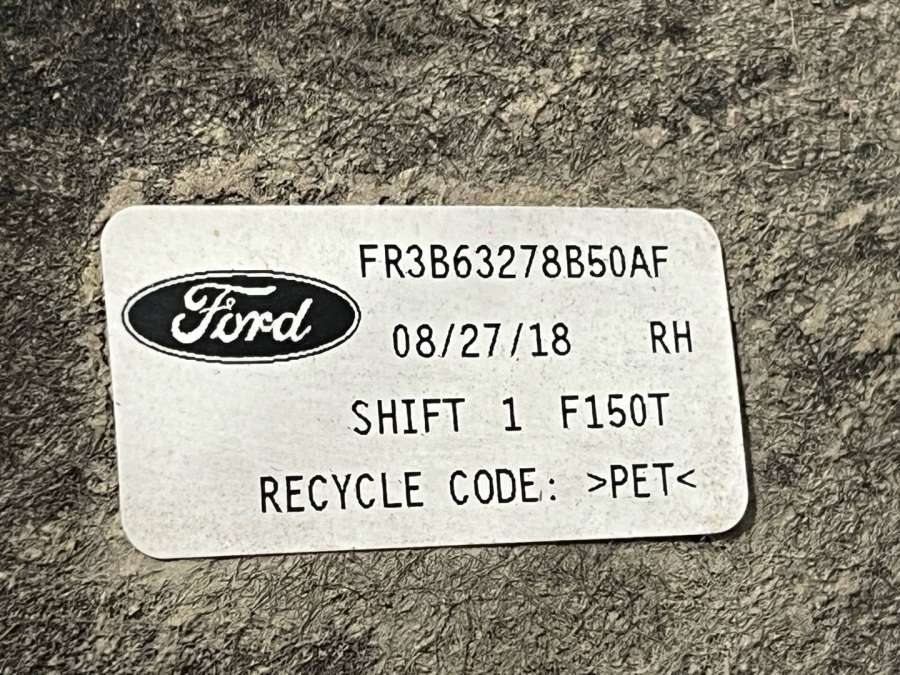 Ford
FR3B63278B50AF
08/27/18 RH
SHIFT 1 F150T
RECYCLE CODE: >PET<